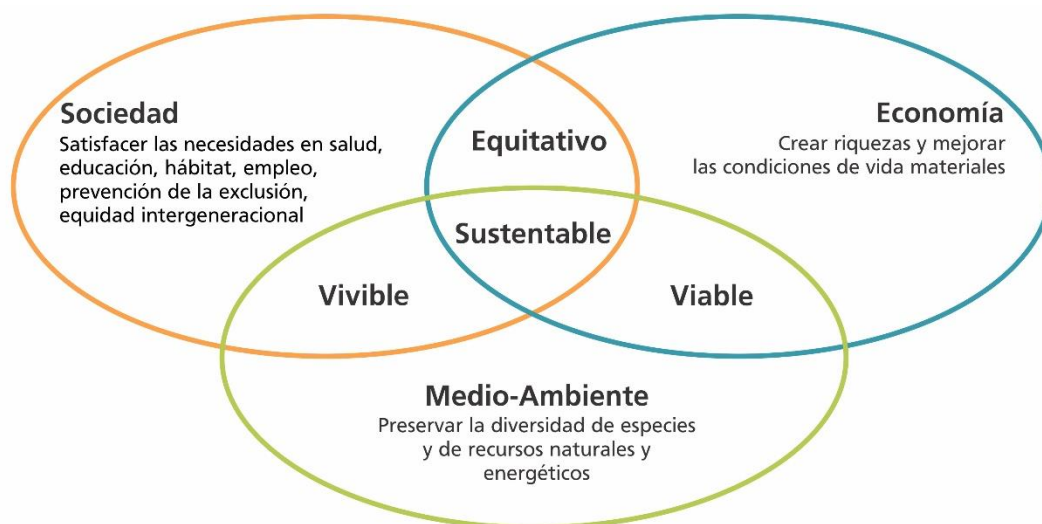 Sociedad
Satisfacer las necesidades en salud,
educación, hábitat, empleo,
prevención de la exclusión,
equidad intergeneracional
Equitativo
Economía
Crear riquezas y mejorar
las condiciones de vida materiales
Sustentable
Vivible
Viable
Medio-Ambiente
Preservar la diversidad de especies
y de recursos naturales y
energéticos